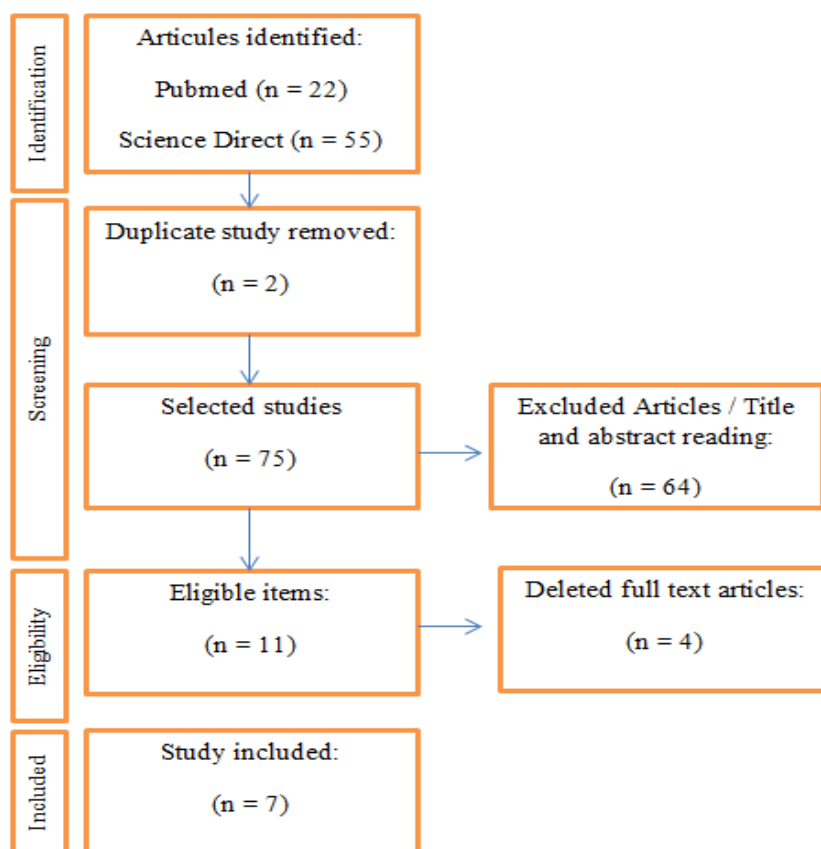 Identification
Articules identified:
Pubmed (n = 22)
Science Direct (n = 55)
Screening
Duplicate study removed:
(n = 2)
Selected studies
(n = 75)
Excluded Articles / Title
and abstract reading:
(n = 64)
Eligibility
Eligible items:
(n = 11)
Deleted full text articles:
(n = 4)
Included
Study included:
(n = 7)